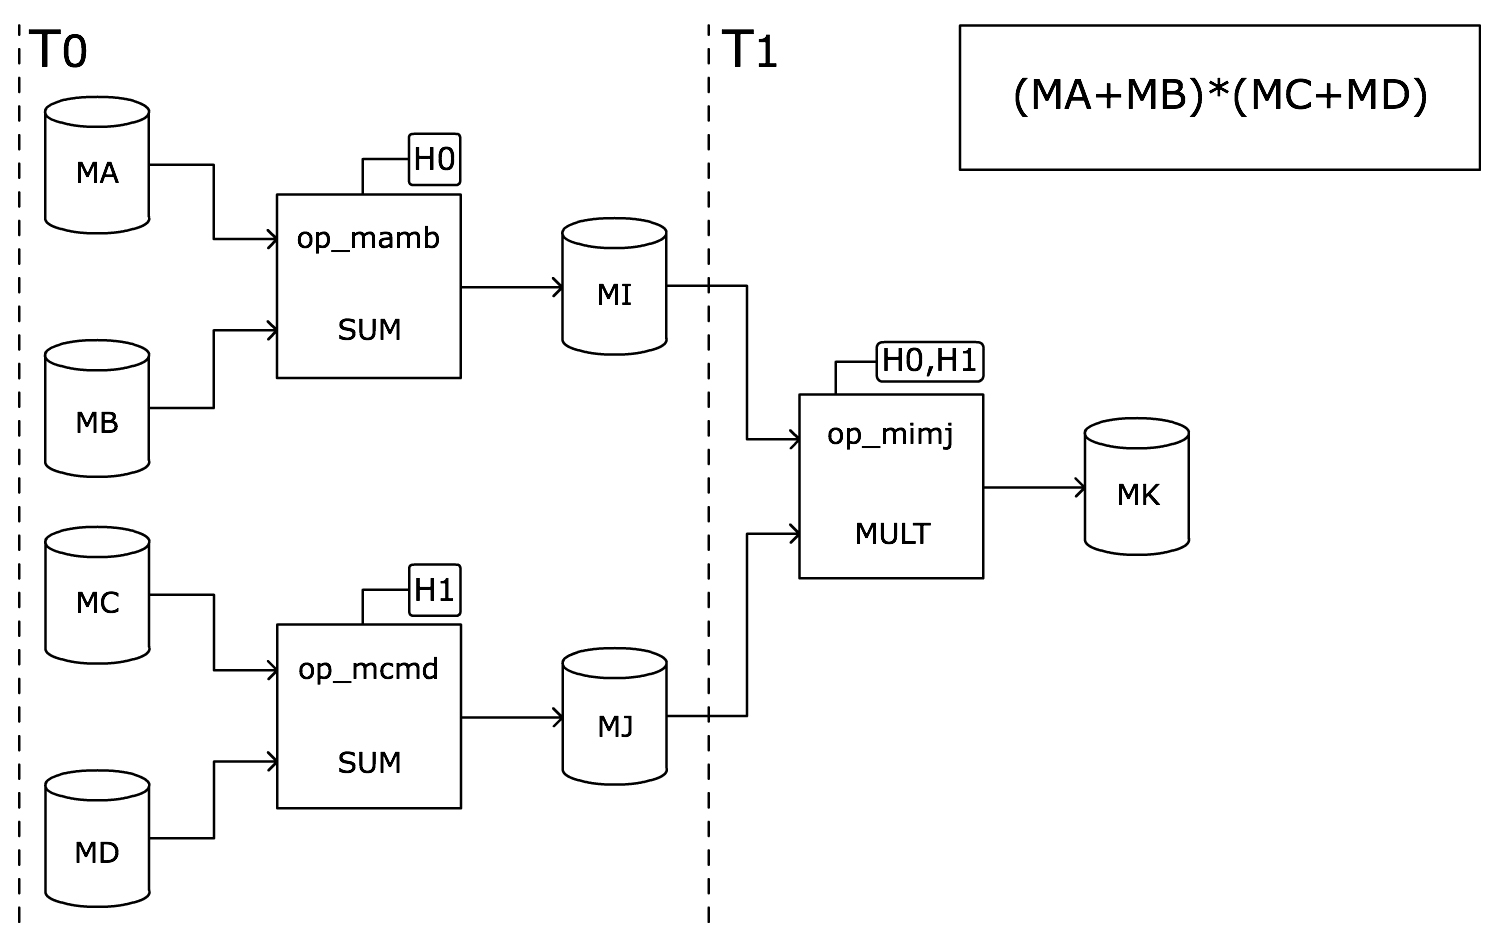 T0
T1
(MA+MB)*(MC+MD)
MA
H0
op_mamb
SUM
MB
MI
H0,H1
op_mimj
MULT
MK
MC
H1
op_mcmd
SUM
MD
MJ